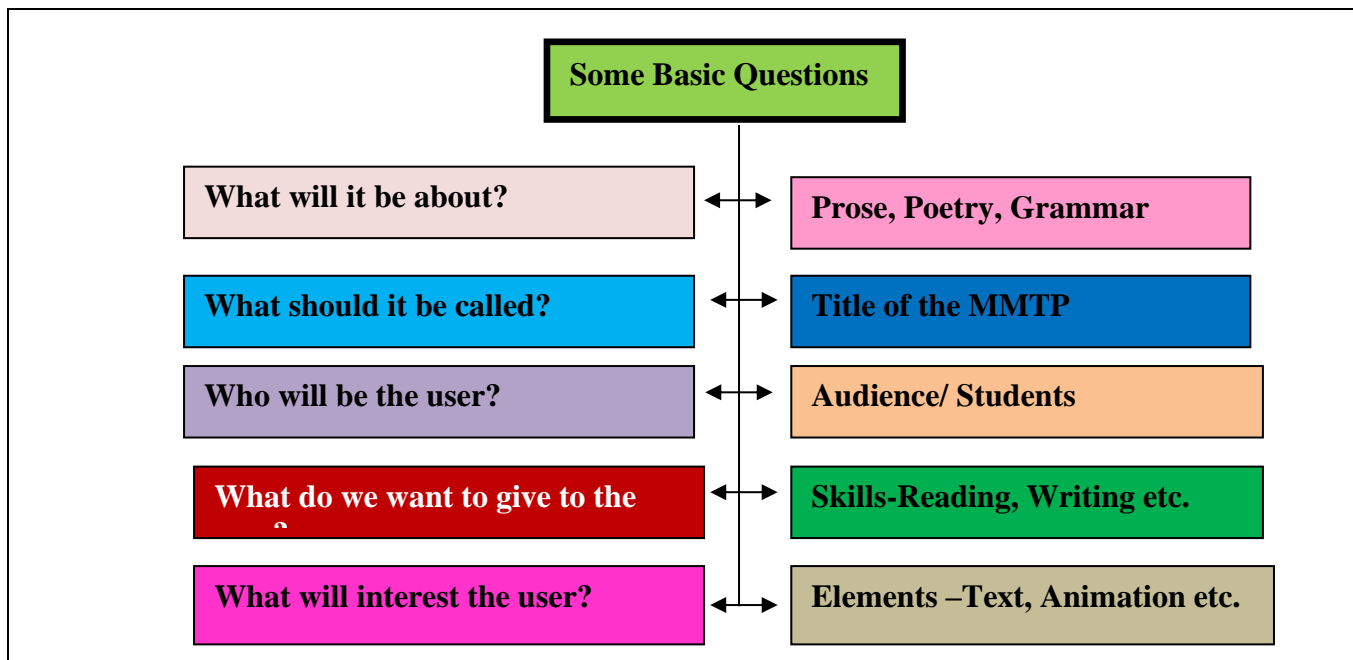 Some Basic Questions
What will it be about?
Prose, Poetry, Grammar
What should it be called?
Title of the MMTP
Who will be the user?
Audience/ Students
What do we want to give to the
Skills-Reading, Writing etc.
What will interest the user?
Elements –Text, Animation etc.